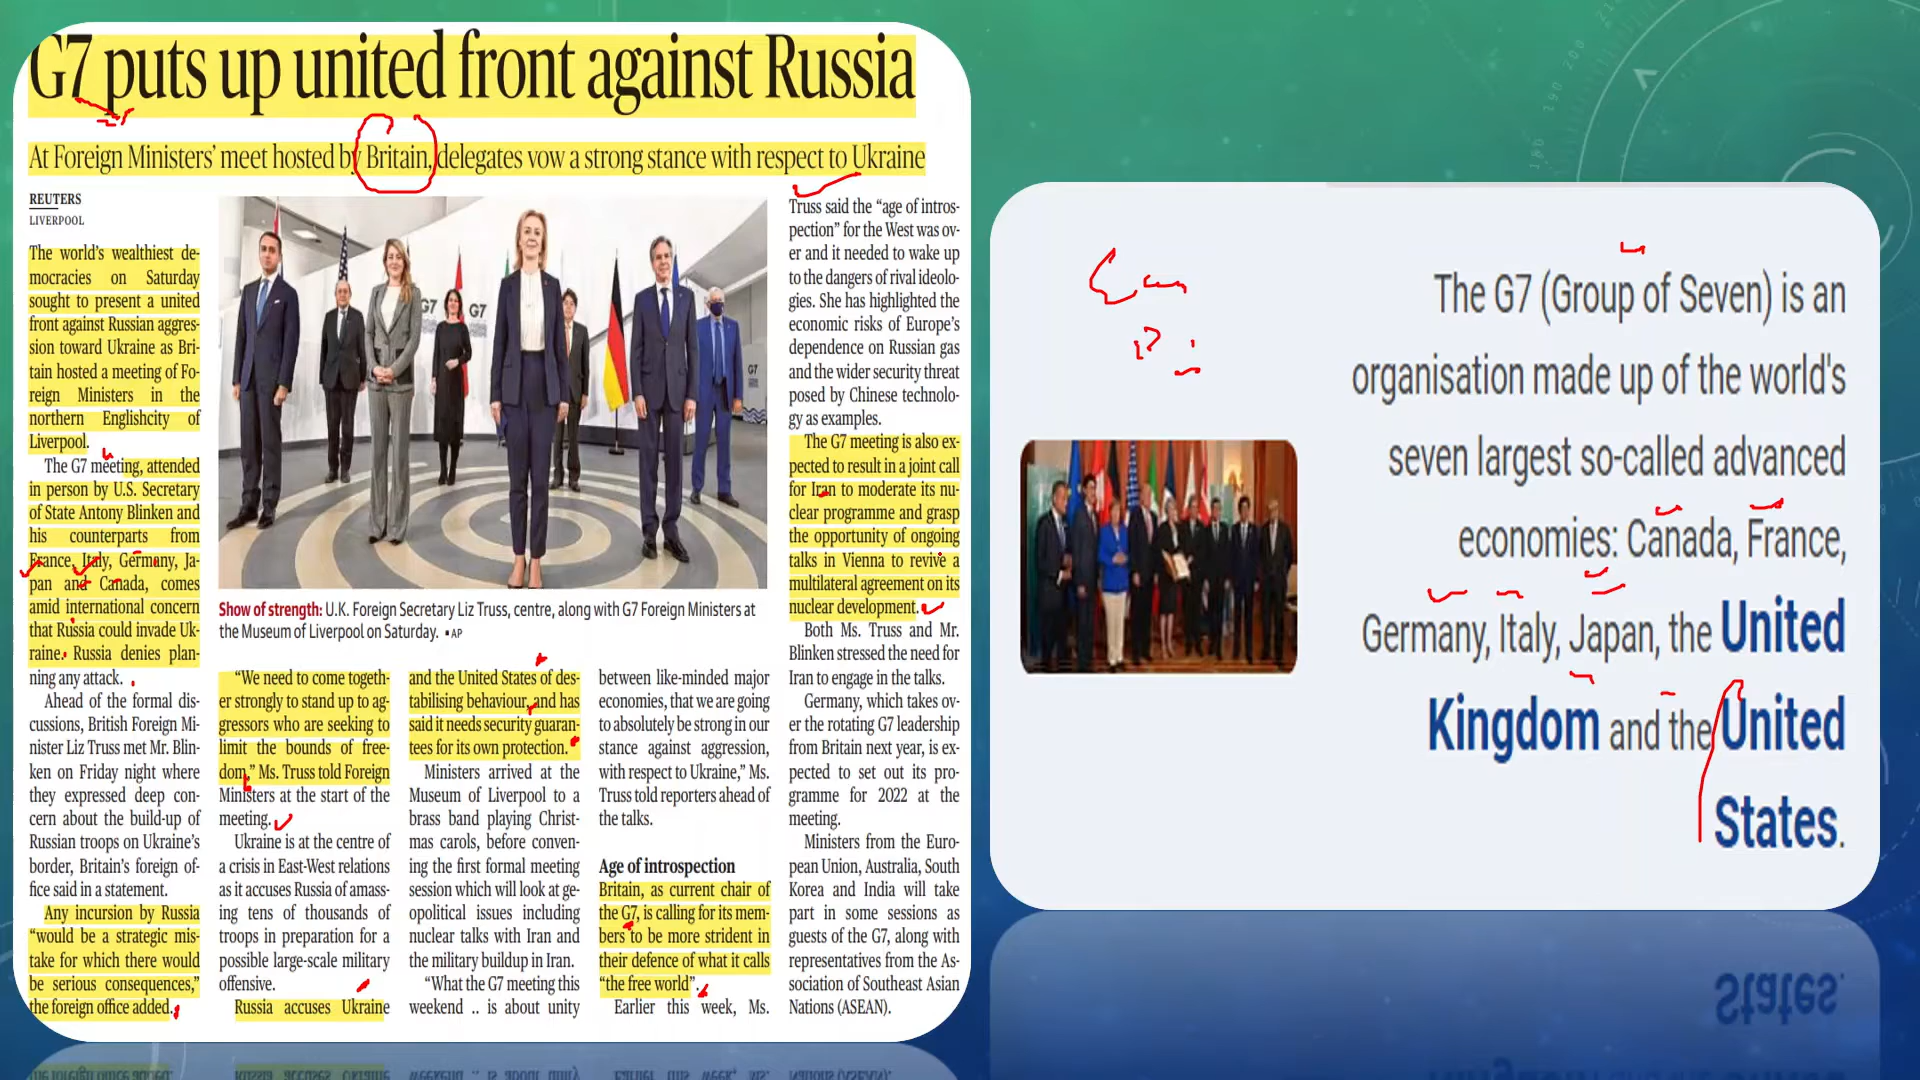 G7 puts up united front against Russia
At Foreign Ministers' meet hosted by Britain, delegates vow a strong stance with respect to Ukraine
REUTERS
LIVERPOOL
The world's wealthiest de-
mocracies on Saturday
sought to present a united
front against Russian aggres-
sion toward Ukraine as Bri-
tain hosted a meeting of Fo-
reign Ministers in the
northern Englishcity of
Liverpool.
The G7 meeting, attended
in person by U.S. Secretary
of State Antony Blinken and
his counterparts from
France, Italy, Germany, Ja-
pan and Canada, comes
amid international concern
that Russia could invade Uk-
raine. Russia denies plan-
ning any attack.
Ahead of the formal dis-
cussions, British Foreign Mi-
nister Liz Truss met Mr. Blin-
ken on Friday night where
they expressed deep con-
cern about the build-up of
Russian troops on Ukraine's
border, Britain's foreign of-
fice said in a statement.
Any incursion by Russia
"would be a strategic mis-
take for which there would
be serious consequences,"
the foreign office added.
G7
G7
G7
Show of strength: U.K. Foreign Secretary Liz Truss, centre, along with G7 Foreign Ministers at
the Museum of Liverpool on Saturday. ▪ AP
"We need to come togeth-
er strongly to stand up to ag-
gressors who are seeking to
limit the bounds of free-
dom," Ms. Truss told Foreign
Ministers at the start of the
meeting.
Ukraine is at the centre of
a crisis in East-West relations
as it accuses Russia of amass-
ing tens of thousands of
troops in preparation for a
possible large-scale military
offensive.
Russia accuses Ukraine
and the United States of des-
tabilising behaviour, and has
said it needs security guaran-
tees for its own protection.
Ministers arrived at the
Museum of Liverpool to a
brass band playing Christ-
mas carols, before conven-
ing the first formal meeting
session which will look at ge-
opolitical issues including
nuclear talks with Iran and
the military buildup in Iran.
"What the G7 meeting this
weekend .. is about unity
between like-minded major
economies, that we are going
to absolutely be strong in our
stance against aggression,
with respect to Ukraine," Ms.
Truss told reporters ahead of
the talks.
Age of introspection
Britain, as current chair of
the G7, is calling for its mem-
bers to be more strident in
their defence of what it calls
"the free world".
Earlier this week, Ms.
Truss said the "age of intros-
pection" for the West was ov-
er and it needed to wake up
to the dangers of rival ideolo-
gies. She has highlighted the
economic risks of Europe's
dependence on Russian gas
and the wider security threat
posed by Chinese technolo-
gy as examples.
The G7 meeting is also ex-
pected to result in a joint call
for Iran to moderate its nu-
clear programme and grasp
the opportunity of ongoing
talks in Vienna to revive a
multilateral agreement on its
nuclear development.
Both Ms. Truss and Mr.
Blinken stressed the need for
Iran to engage in the talks.
Germany, which takes ov-
er the rotating G7 leadership
from Britain next year, is ex-
pected to set out its pro-
gramme for 2022 at the
meeting.
Ministers from the Euro-
pean Union, Australia, South
Korea and India will take
part in some sessions as
guests of the G7, along with
representatives from the As-
sociation of Southeast Asian
Nations (ASEAN).
The G7 (Group of Seven) is an
organisation made up of the world's
seven largest so-called advanced
economies: Canada, France,
Germany, Italy, Japan, the United
Kingdom and the United
States.